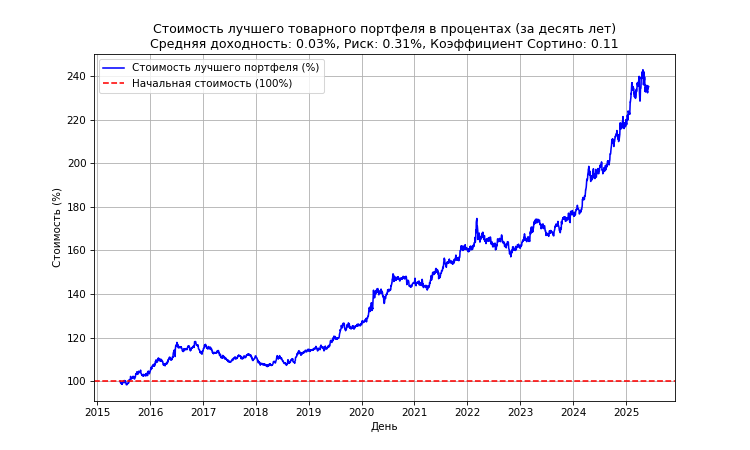 Стоимость лучшего товарного портфеля в процентах (за десять лет)
Средняя доходность: 0.03%, Риск: 0.31%, Коэффициент Сортино: 0.11
Стоимость лучшего портфеля (%)
Начальная стоимость (100%)
Стоимость (%)
240
220
200
180
160
140
120
100
2015 2016 2017 2018 2019 2020 2021 2022 2023 2024 2025
День